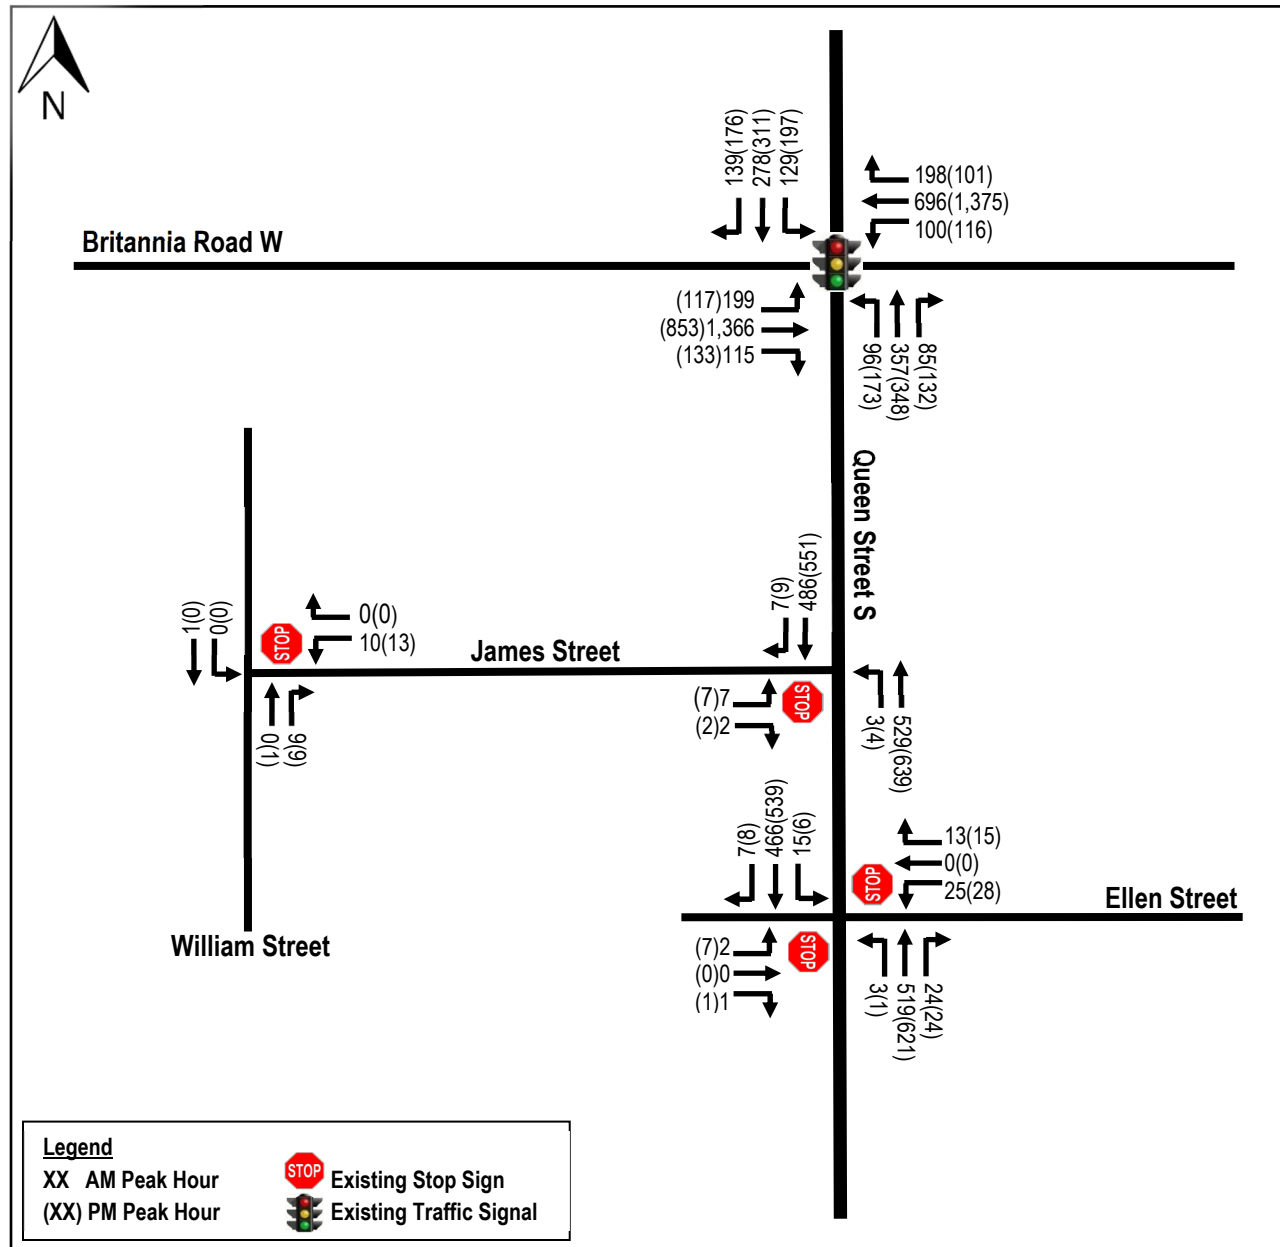 N
139(176)
278(311)
129(197)
198(101)
696(1,375)
100(116)
Britannia Road W
(117)199
(853)1,366
(133)115
96(173)
357(348)
85(132)
Queen Street S
1(0)
0(0)
STOP
0(0)
10(13)
James Street
7(9)
486(551)
(7)7
(2)2
STOP
0(1)
9(9)
3(4)
529(639)
7(8)
466(539)
15(6)
STOP
13(15)
0(0)
25(28)
Ellen Street
William Street
(7)2
(0)0
(1)1
STOP
3(1)
519(621)
24(24)
Legend
XX AM Peak Hour
STOP Existing Stop Sign
(XX) PM Peak Hour
Existing Traffic Signal